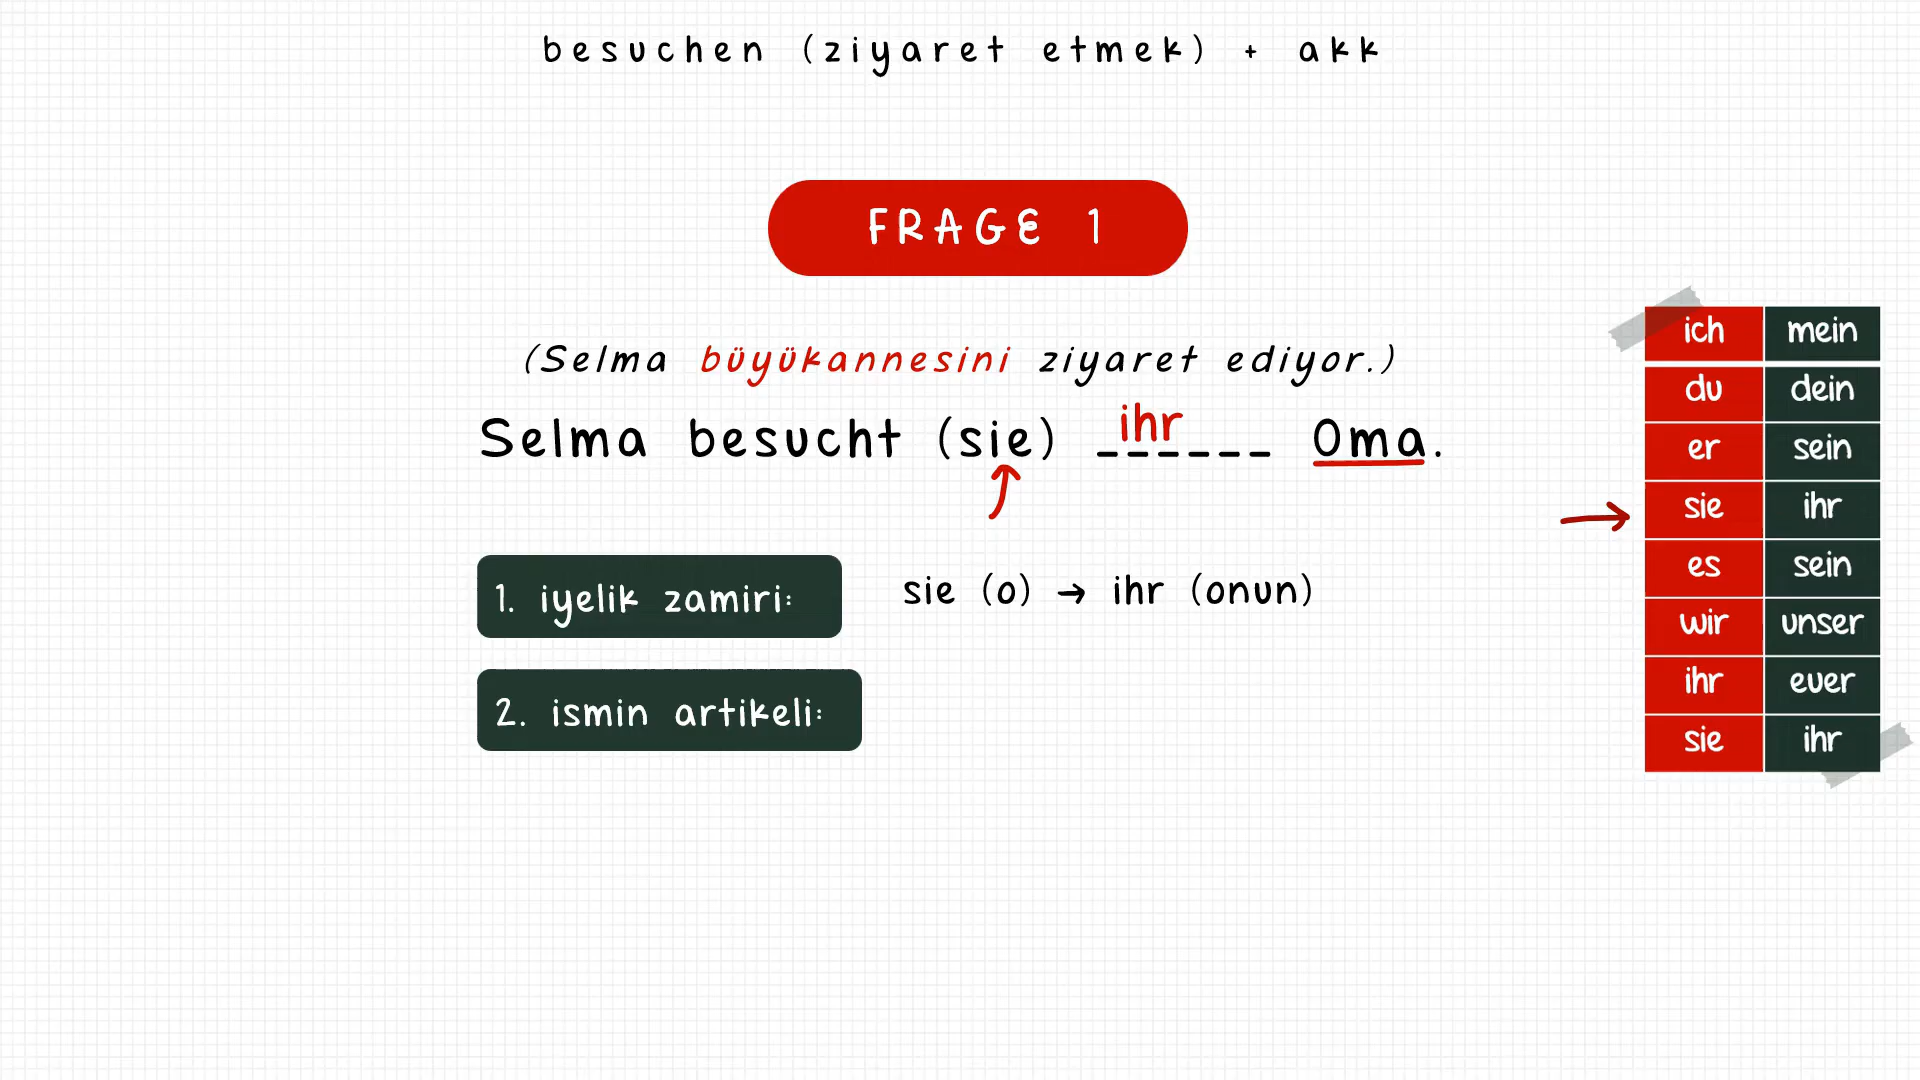 besuchen (ziyaret etmek) + akk
FRAGE 1
(Selma büyükannesini ziyaret ediyor.)
Selma besucht (sie) ______ Oma.
ihr
1. iyelik zamiri:
sie (o) → ihr (onun)
2. ismin artikeli:
ich mein
du dein
er sein
sie ihr
es sein
wir unser
ihr euer
sie ihr